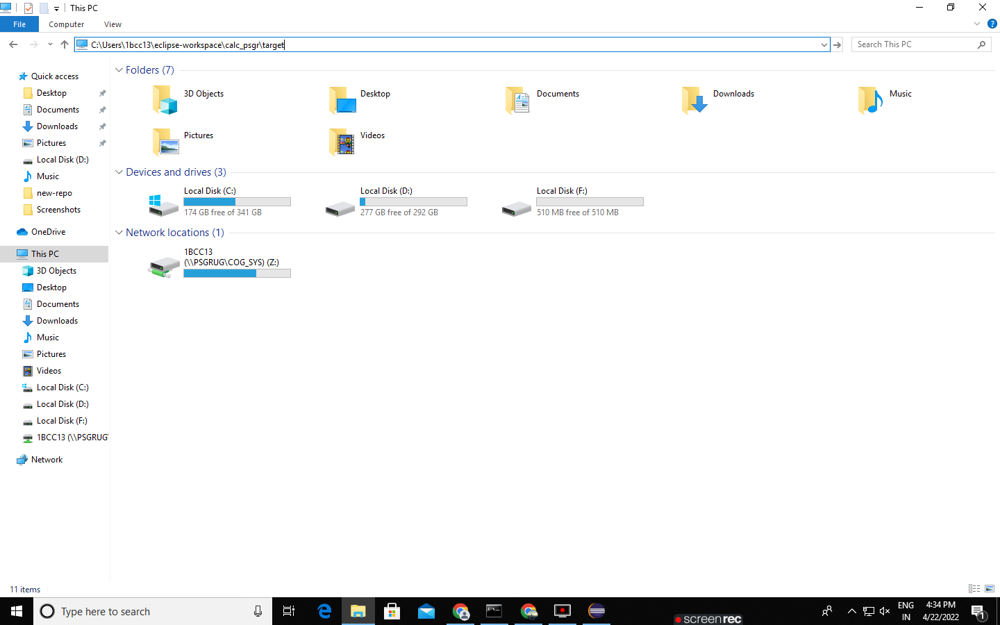 This PC
File
Computer
View
C:\Users\1bcc13\eclipse-workspace\calc_psgr\target
Search This PC
Quick access
Desktop
Documents
Downloads
Pictures
Local Disk (D:)
Music
new-repo
Screenshots
OneDrive
This PC
3D Objects
Desktop
Documents
Downloads
Music
Pictures
Videos
Local Disk (C:)
Local Disk (D:)
Local Disk (F:)
1BCC13 (\\PSGRUG\
Network
Folders (7)
3D Objects
Desktop
Documents
Downloads
Music
Pictures
Videos
Devices and drives (3)
Local Disk (C:)
174 GB free of 341 GB
Local Disk (D:)
277 GB free of 292 GB
Local Disk (F:)
510 MB free of 510 MB
Network locations (1)
1BCC13
(\\PSGRUG\COG_SYS) (Z:)
11 items
Type here to search
screenrec
ENG
IN
4:34 PM
4/22/2022
1